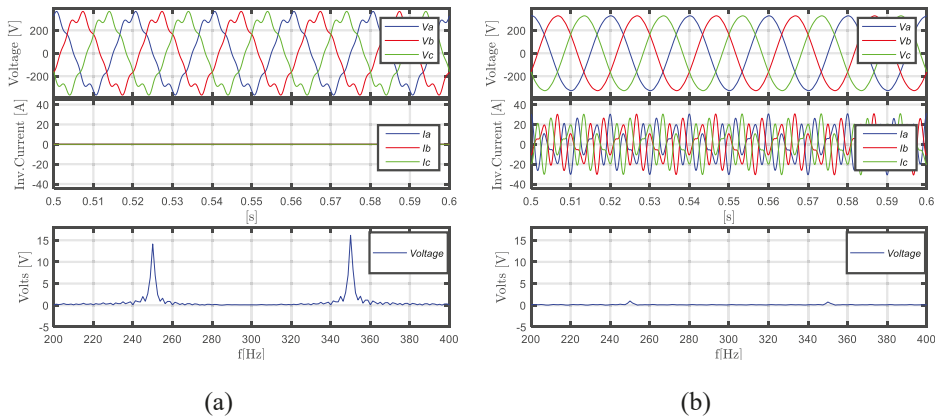 Voltage [V]
200
0
-200
Va
Vb
Vc
Inv.Current [A]
40
20
0
-20
-40
Ia
Ib
Ic
0.5 0.51 0.52 0.53 0.54 0.55 0.56 0.57 0.58 0.59 0.6
[s]
Volts [V]
15
10
5
0
-5
Voltage
200 220 240 260 280 300 320 340 360 380 400
f[Hz]
(a)
Voltage [V]
200
0
-200
Va
Vb
Vc
Inv.Current [A]
40
20
0
-20
-40
Ia
Ib
Ic
0.5 0.51 0.52 0.53 0.54 0.55 0.56 0.57 0.58 0.59 0.6
[s]
Volts [V]
15
10
5
0
-5
Voltage
200 220 240 260 280 300 320 340 360 380 400
f[Hz]
(b)